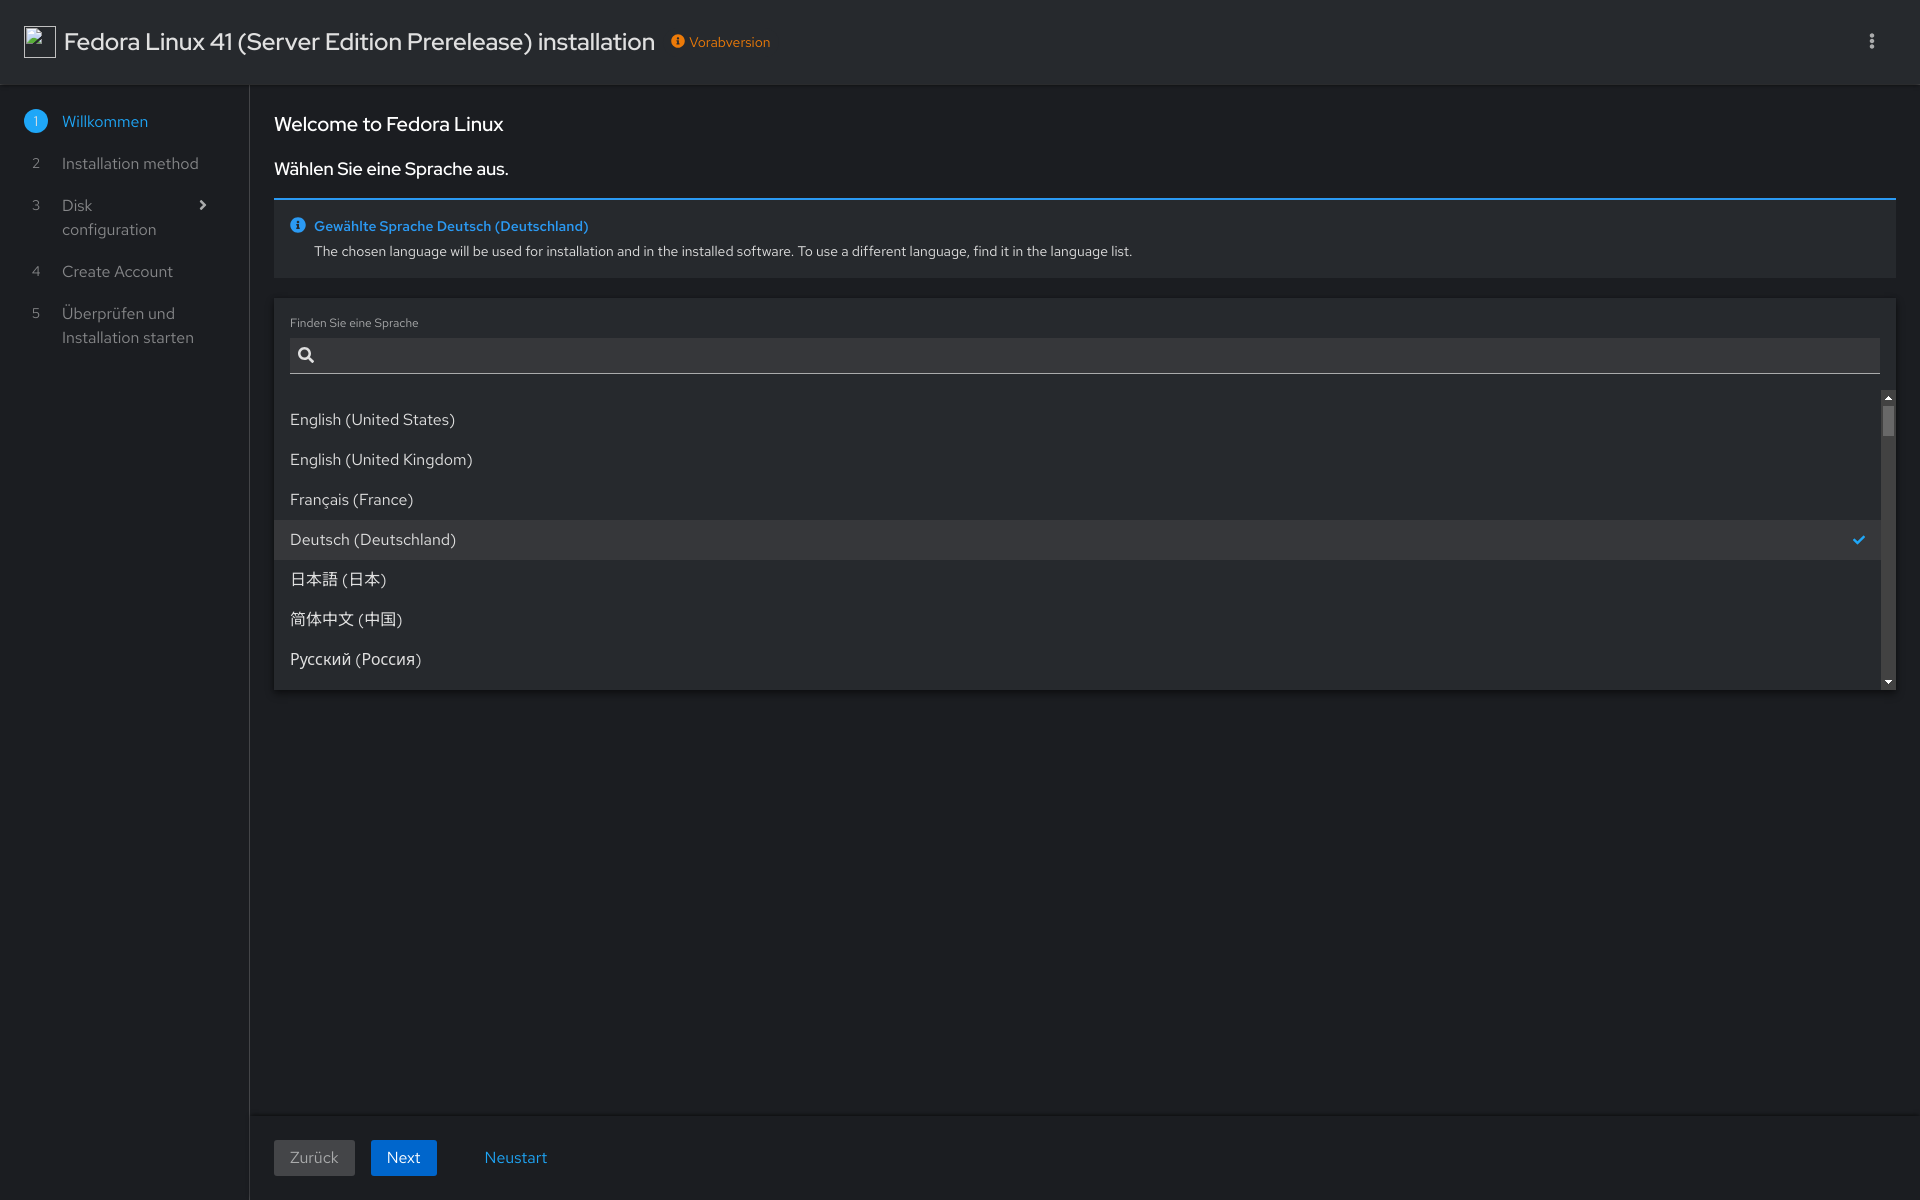 Fedora Linux 41 (Server Edition Prerelease) installation
Vorabversion
1 Willkommen
2 Installation method
3 Disk
configuration
4 Create Account
5 Überprüfen und
Installation starten
Welcome to Fedora Linux
Wählen Sie eine Sprache aus.
Gewählte Sprache Deutsch (Deutschland)
The chosen language will be used for installation and in the installed software. To use a different language, find it in the language list.
Finden Sie eine Sprache
English (United States)
English (United Kingdom)
Français (France)
Deutsch (Deutschland)
日本語 (日本)
简体中文 (中国)
Русский (Россия)
Zurück
Next
Neustart